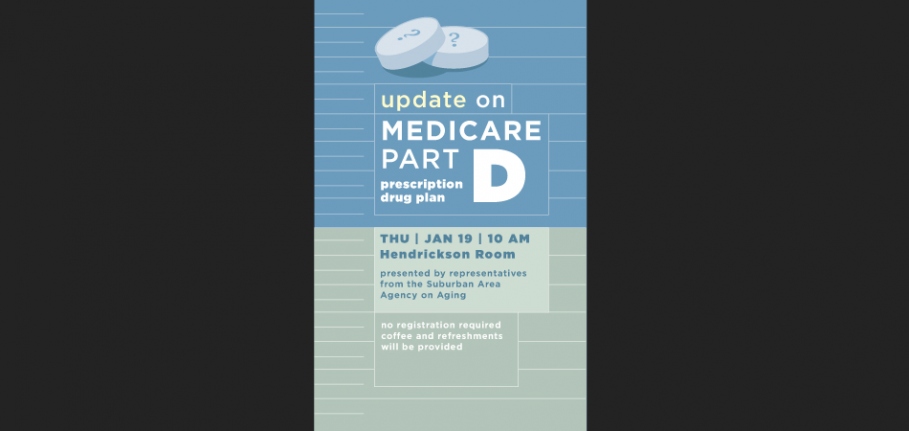 ? ?
update on
MEDICARE
PART D
prescription
drug plan
THU | JAN 19 | 10 AM
Hendrickson Room
presented by representatives
from the Suburban Area
Agency on Aging
no registration required
coffee and refreshments
will be provided